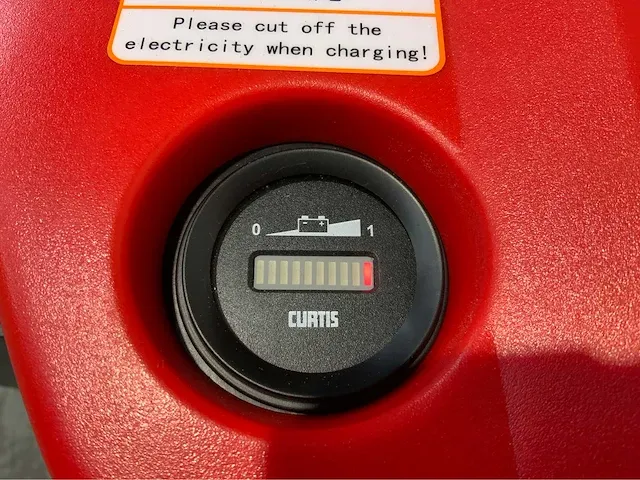 Please cut off the
electricity when charging!
0 1
CURTIS